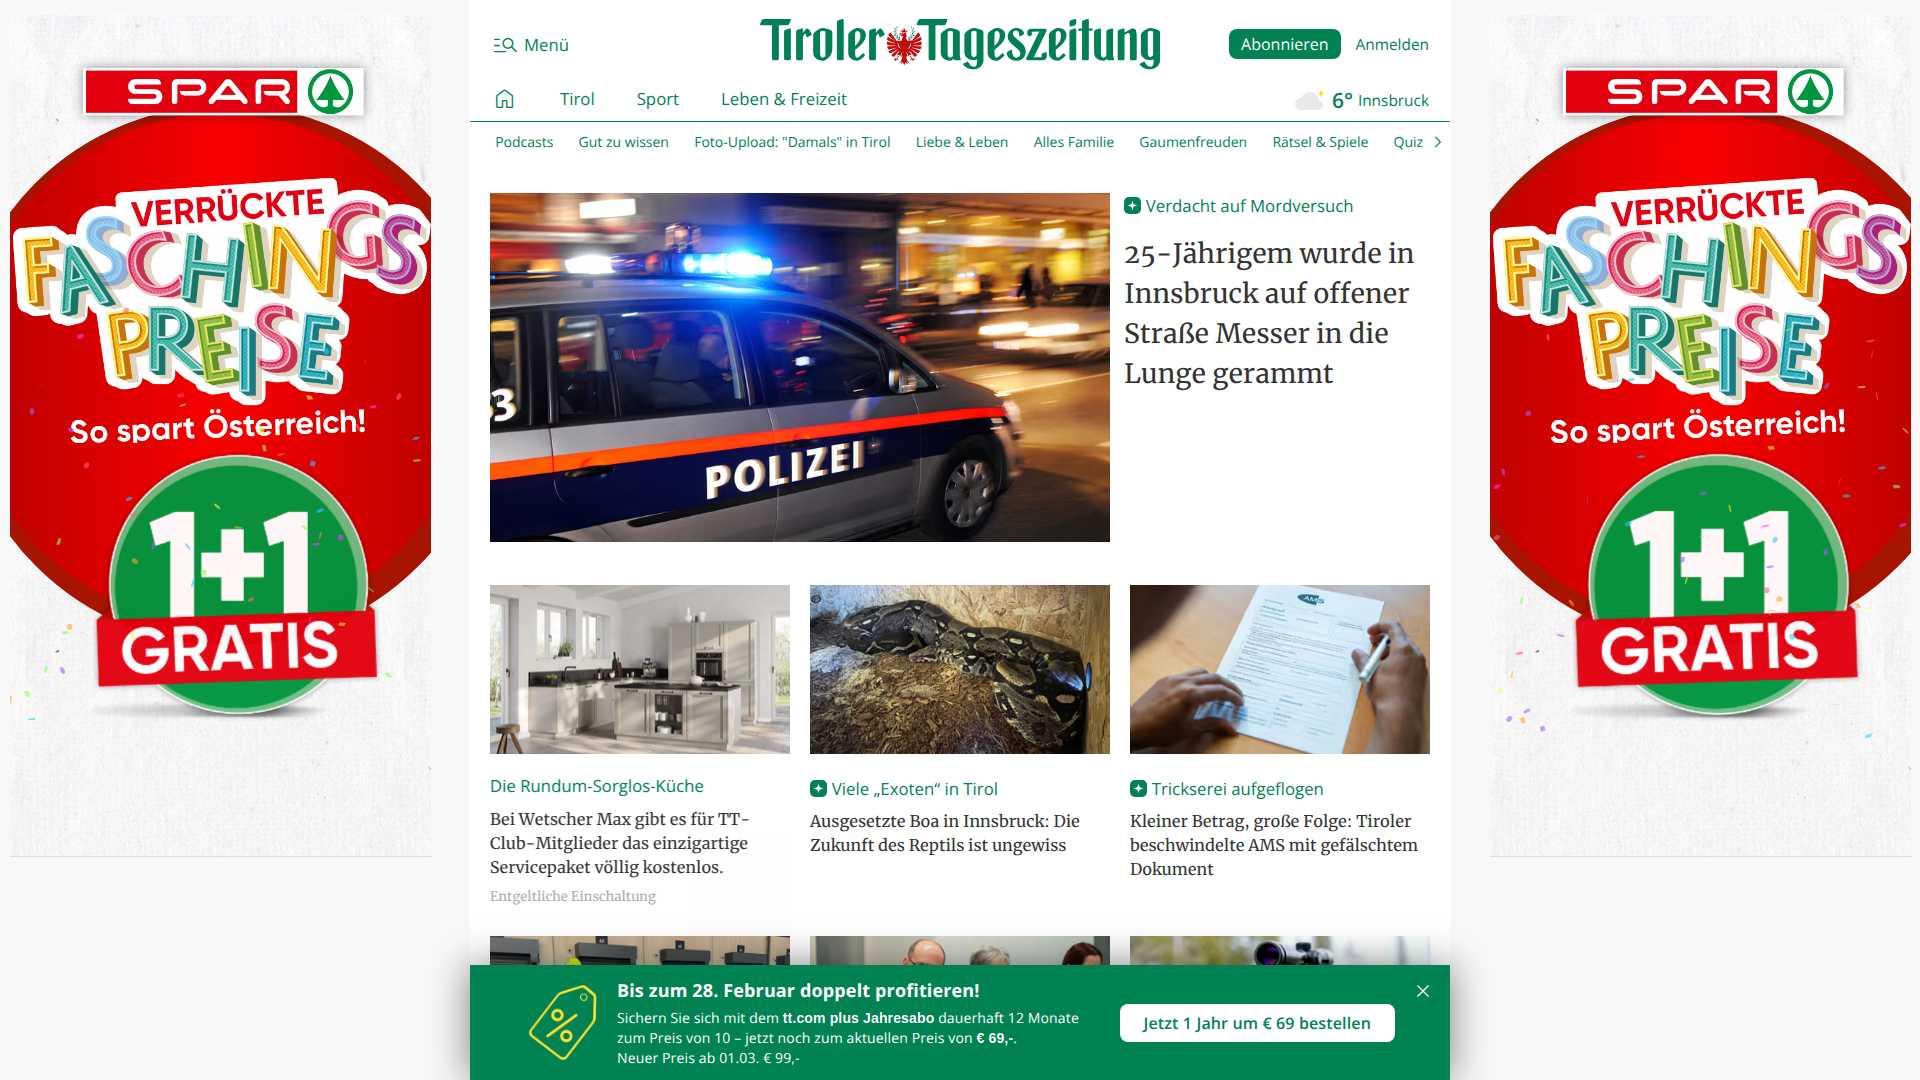 SPAR
VERRÜCKTE
FASCHINGS
PREISE
So spart Österreich!
1+1
GRATIS
Menü
Tiroler Tageszeitung
Abonnieren
Anmelden
Tirol
Sport
Leben & Freizeit
6° Innsbruck
Podcasts
Gut zu wissen
Foto-Upload: "Damals" in Tirol
Liebe & Leben
Alles Familie
Gaumenfreuden
Rätsel & Spiele
Quiz
3
POLIZEI
Verdacht auf Mordversuch
25-Jährigem wurde in
Innsbruck auf offener
Straße Messer in die
Lunge gerammt
Die Rundum-Sorglos-Küche
Bei Wetscher Max gibt es für TT-
Club-Mitglieder das einzigartige
Servicepaket völlig kostenlos.
Entgeltliche Einschaltung
Viele „Exoten“ in Tirol
Ausgesetzte Boa in Innsbruck: Die
Zukunft des Reptils ist ungewiss
AMS
Trickserei aufgeflogen
Kleiner Betrag, große Folge: Tiroler
beschwindelte AMS mit gefälschtem
Dokument
Bis zum 28. Februar doppelt profitieren!
Sichern Sie sich mit dem tt.com plus Jahresabo dauerhaft 12 Monate
zum Preis von 10 – jetzt noch zum aktuellen Preis von € 69,-.
Neuer Preis ab 01.03. € 99,-
Jetzt 1 Jahr um € 69 bestellen
SPAR
VERRÜCKTE
FASCHINGS
PREISE
So spart Österreich!
1+1
GRATIS